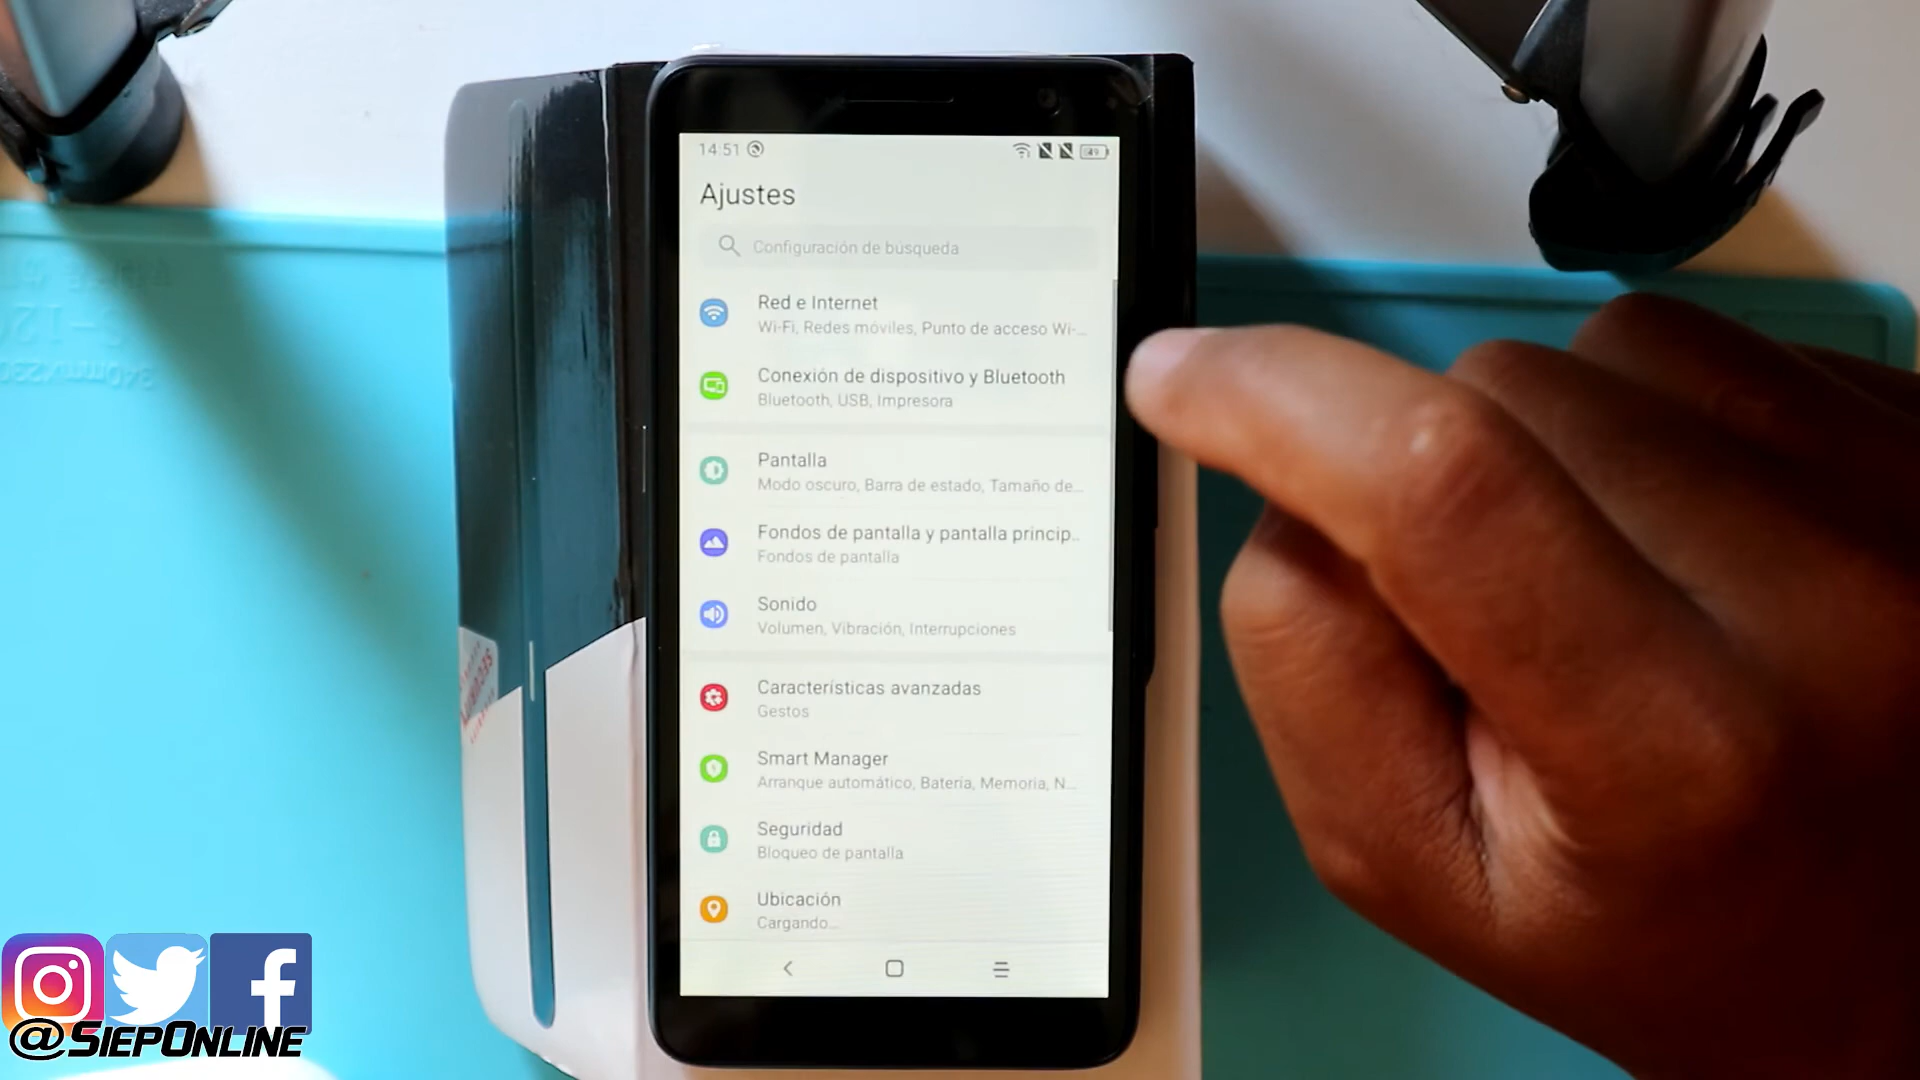 14:51
49
Ajustes
Configuración de búsqueda
Red e Internet
Wi-Fi, Redes móviles, Punto de acceso Wi-...
Conexión de dispositivo y Bluetooth
Bluetooth, USB, Impresora
Pantalla
Modo oscuro, Barra de estado, Tamaño de...
Fondos de pantalla y pantalla princip...
Fondos de pantalla
Sonido
Volumen, Vibración, Interrupciones
Características avanzadas
Gestos
Smart Manager
Arranque automático, Batería, Memoria, N...
Seguridad
Bloqueo de pantalla
Ubicación
Cargando...
@SiepOnline